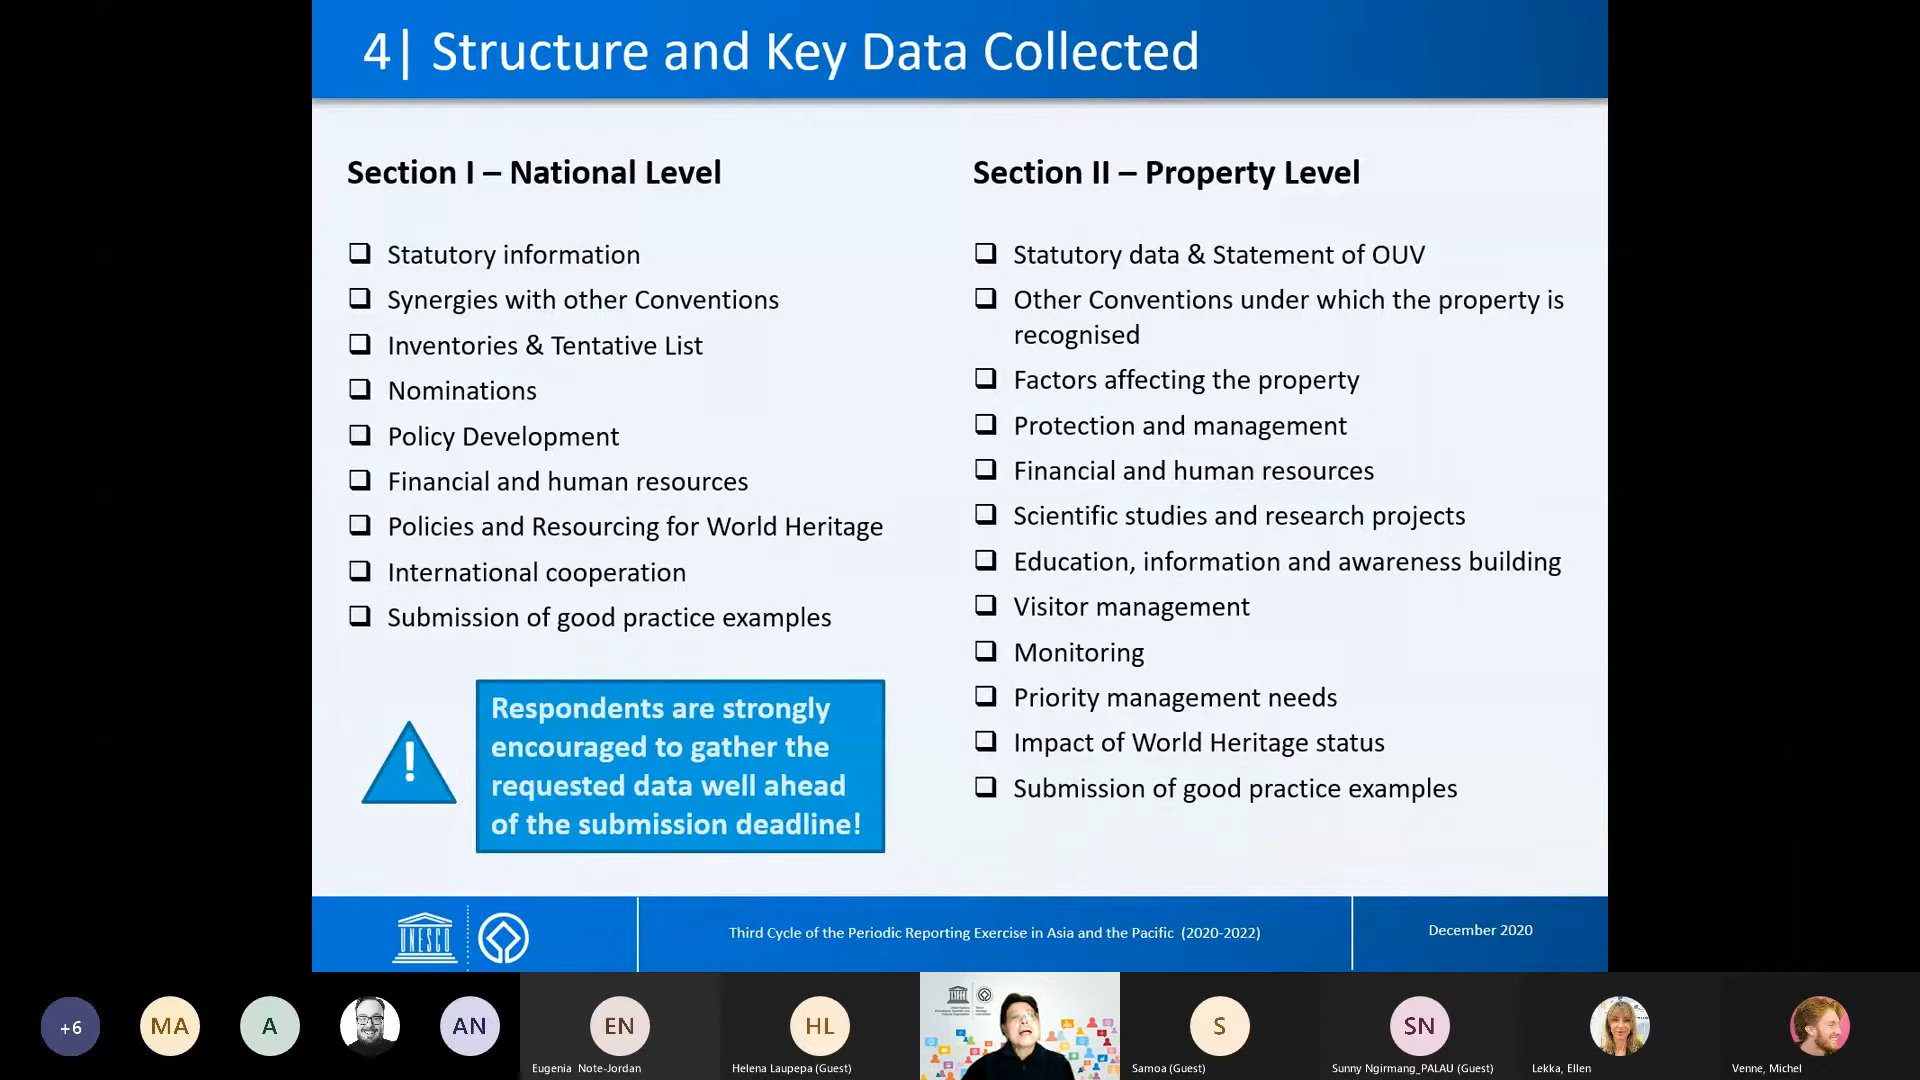 4| Structure and Key Data Collected
Section I – National Level
Statutory information
Synergies with other Conventions
Inventories & Tentative List
Nominations
Policy Development
Financial and human resources
Policies and Resourcing for World Heritage
International cooperation
Submission of good practice examples
Respondents are strongly
encouraged to gather the
requested data well ahead
of the submission deadline!
!
Section II – Property Level
Statutory data & Statement of OUV
Other Conventions under which the property is
recognised
Factors affecting the property
Protection and management
Financial and human resources
Scientific studies and research projects
Education, information and awareness building
Visitor management
Monitoring
Priority management needs
Impact of World Heritage status
Submission of good practice examples
UNESCO
Third Cycle of the Periodic Reporting Exercise in Asia and the Pacific (2020-2022)
December 2020
+6
MA
A
AN
EN
HL
S
SN
Eugenia Note-Jordan
Helena Laupepa (Guest)
Samoa (Guest)
Sunny Ngirmang_PALAU (Guest)
Lekka, Ellen
Venne, Michel